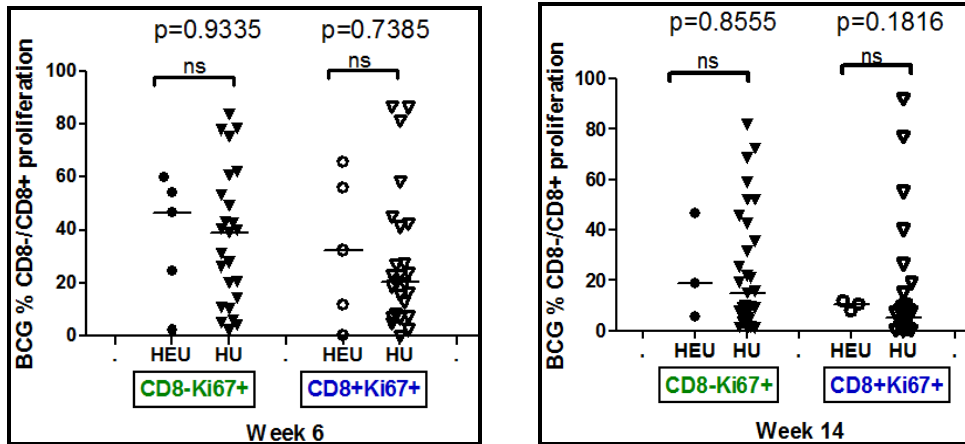 p=0.9335 p=0.7385
ns ns
BCG % CD8-/CD8+ proliferation
100
80
60
40
20
0
. HEU HU . HEU HU .
CD8-Ki67+ CD8+Ki67+
Week 6
p=0.8555 p=0.1816
ns ns
BCG % CD8-/CD8+ proliferation
100
80
60
40
20
0
. HEU HU . HEU HU .
CD8-Ki67+ CD8+Ki67+
Week 14